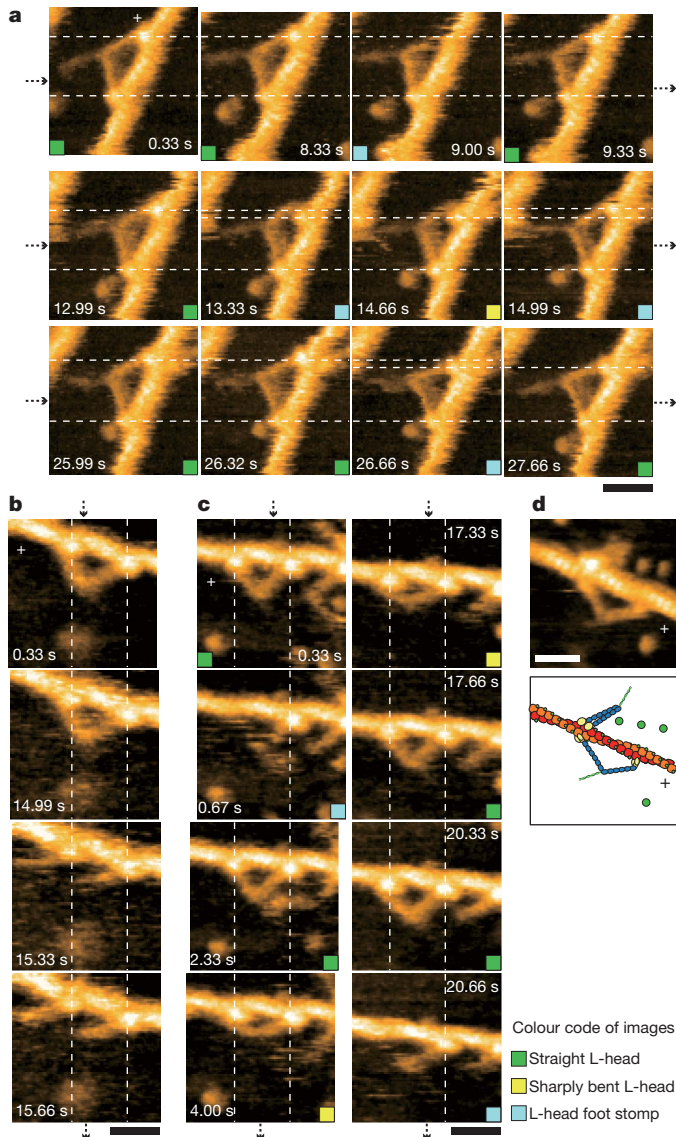 a
+
0.33 s
8.33 s
9.00 s
9.33 s
12.99 s
13.33 s
14.66 s
14.99 s
25.99 s
26.32 s
26.66 s
27.66 s
b
+
0.33 s
14.99 s
15.33 s
15.66 s
c
+
0.33 s
0.67 s
2.33 s
4.00 s
17.33 s
17.66 s
20.33 s
20.66 s
d
+
+
Colour code of images
Straight L-head
Sharply bent L-head
L-head foot stomp